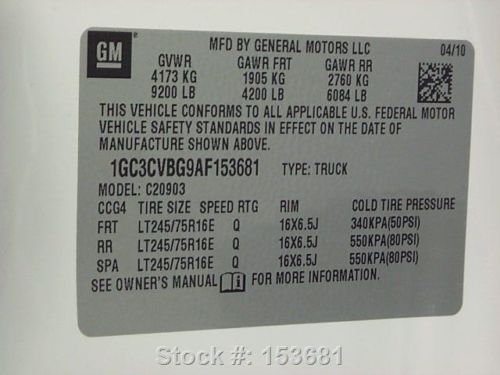 GM
MFD BY GENERAL MOTORS LLC 04/10
GVWR GAWR FRT GAWR RR
4173 KG 1905 KG 2760 KG
9200 LB 4200 LB 6084 LB
THIS VEHICLE CONFORMS TO ALL APPLICABLE U.S. FEDERAL MOTOR
VEHICLE SAFETY STANDARDS IN EFFECT ON THE DATE OF
MANUFACTURE SHOWN ABOVE.
1GC3CVBG9AF153681 TYPE: TRUCK
MODEL: C20903
CCG4 TIRE SIZE SPEED RTG RIM COLD TIRE PRESSURE
FRT LT245/75R16E Q 16X6.5J 340KPA(50PSI)
RR LT245/75R16E Q 16X6.5J 550KPA(80PSI)
SPA LT245/75R16E Q 16X6.5J 550KPA(80PSI)
SEE OWNER'S MANUAL FOR MORE INFORMATION
Stock #: 153681